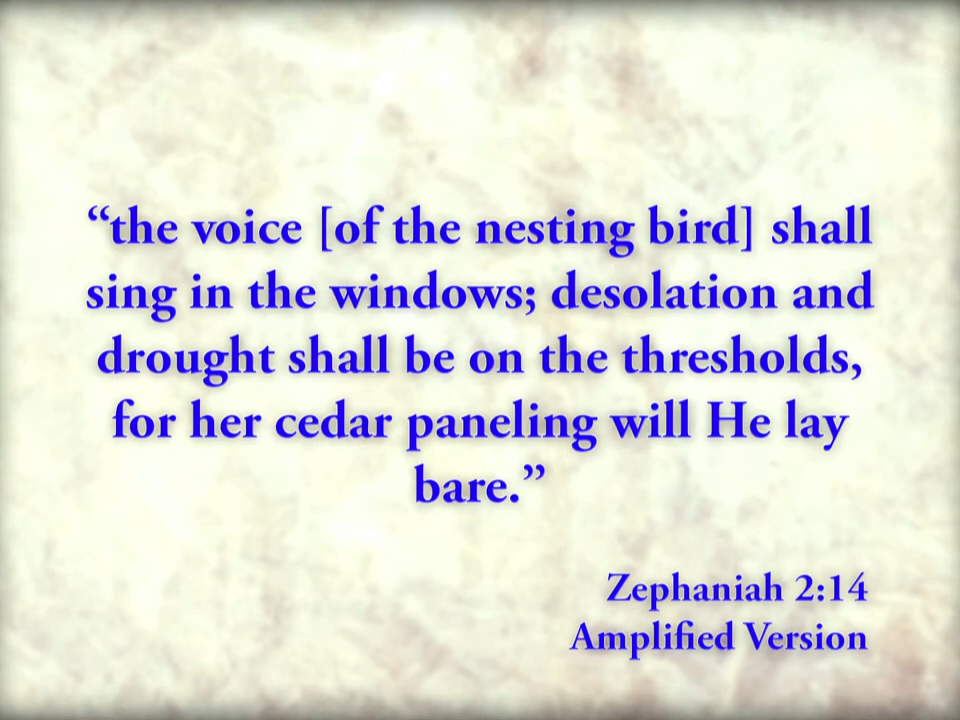 “the voice [of the nesting bird] shall
sing in the windows; desolation and
drought shall be on the thresholds,
for her cedar paneling will He lay
bare.”
Zephaniah 2:14
Amplified Version